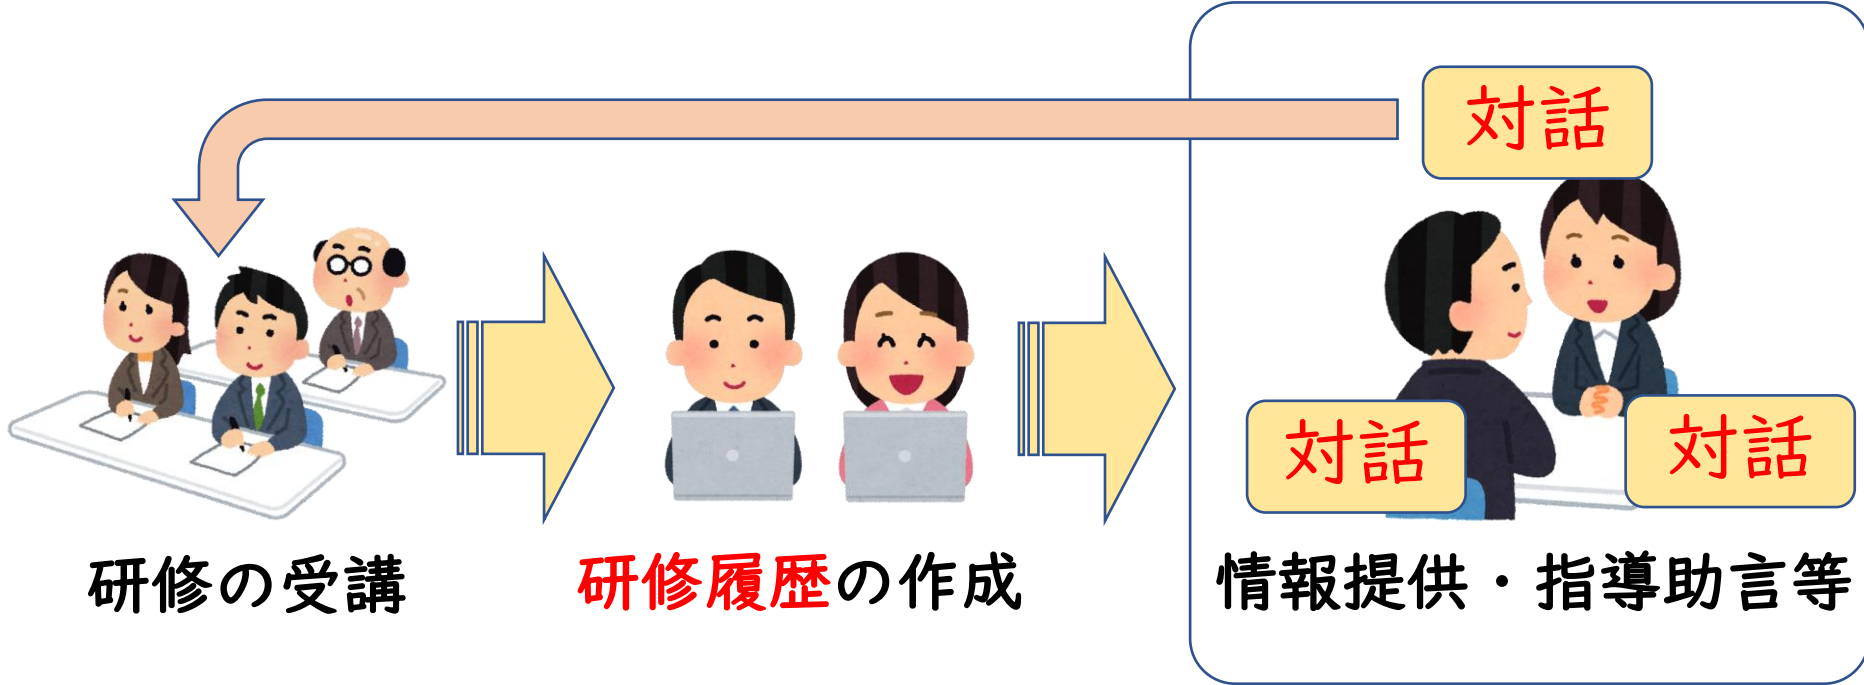 対話
対話
対話
研修の受講
研修履歴の作成
情報提供・指導助言等